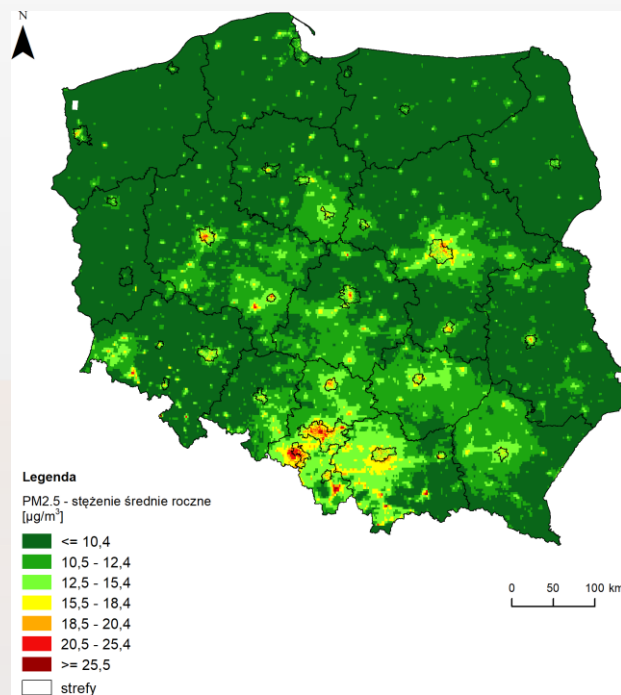 N
Legenda
PM2.5 - stężenie średnie roczne
[µg/m³]
<= 10,4
10,5 - 12,4
12,5 - 15,4
15,5 - 18,4
18,5 - 20,4
20,5 - 25,4
>= 25,5
strefy
0 50 100 km